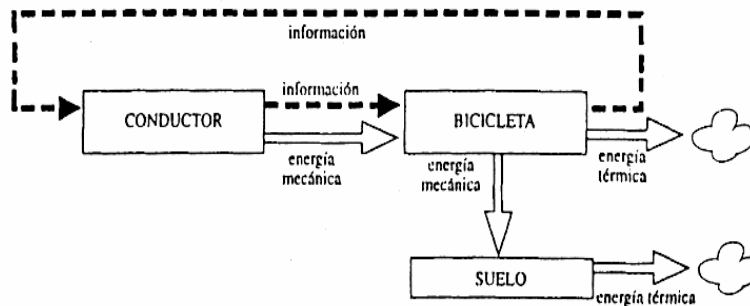 información
información
CONDUCTOR
BICICLETA
energía
mecánica
energía
mecánica
energía
térmica
SUELO
energía térmica